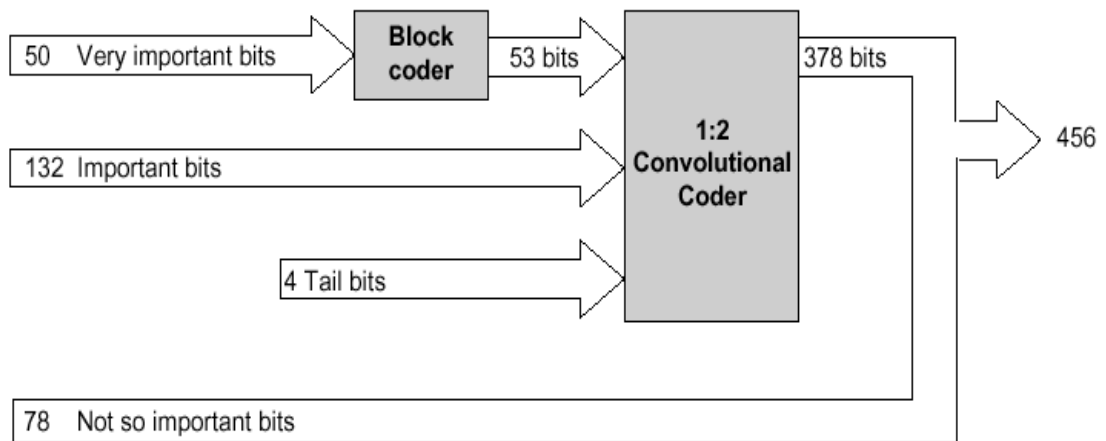 50 Very important bits
Block
coder
53 bits
378 bits
1:2
Convolutional
Coder
456
132 Important bits
4 Tail bits
78 Not so important bits